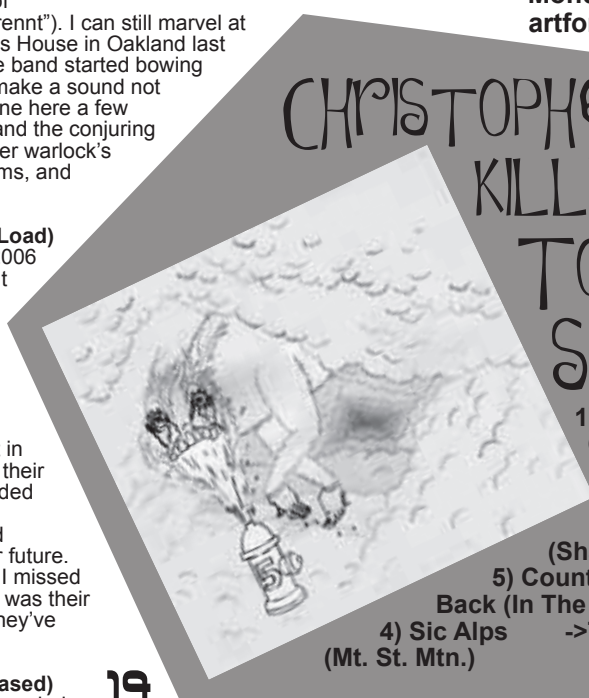 rennt"). I can still marvel at
s House in Oakland last
e band started bowing
make a sound not
ne here a few
and the conjuring
er warlock's
ms, and
Load)
006
t
in
their
ded
d
r future.
I missed
was their
hey've
ased)
19
Mone
artfo
CHrISTOPHe
KILL
TO
S
1
(Sh
5) Count
Back (In The
4) Sic Alps ->
(Mt. St. Mtn.)
5